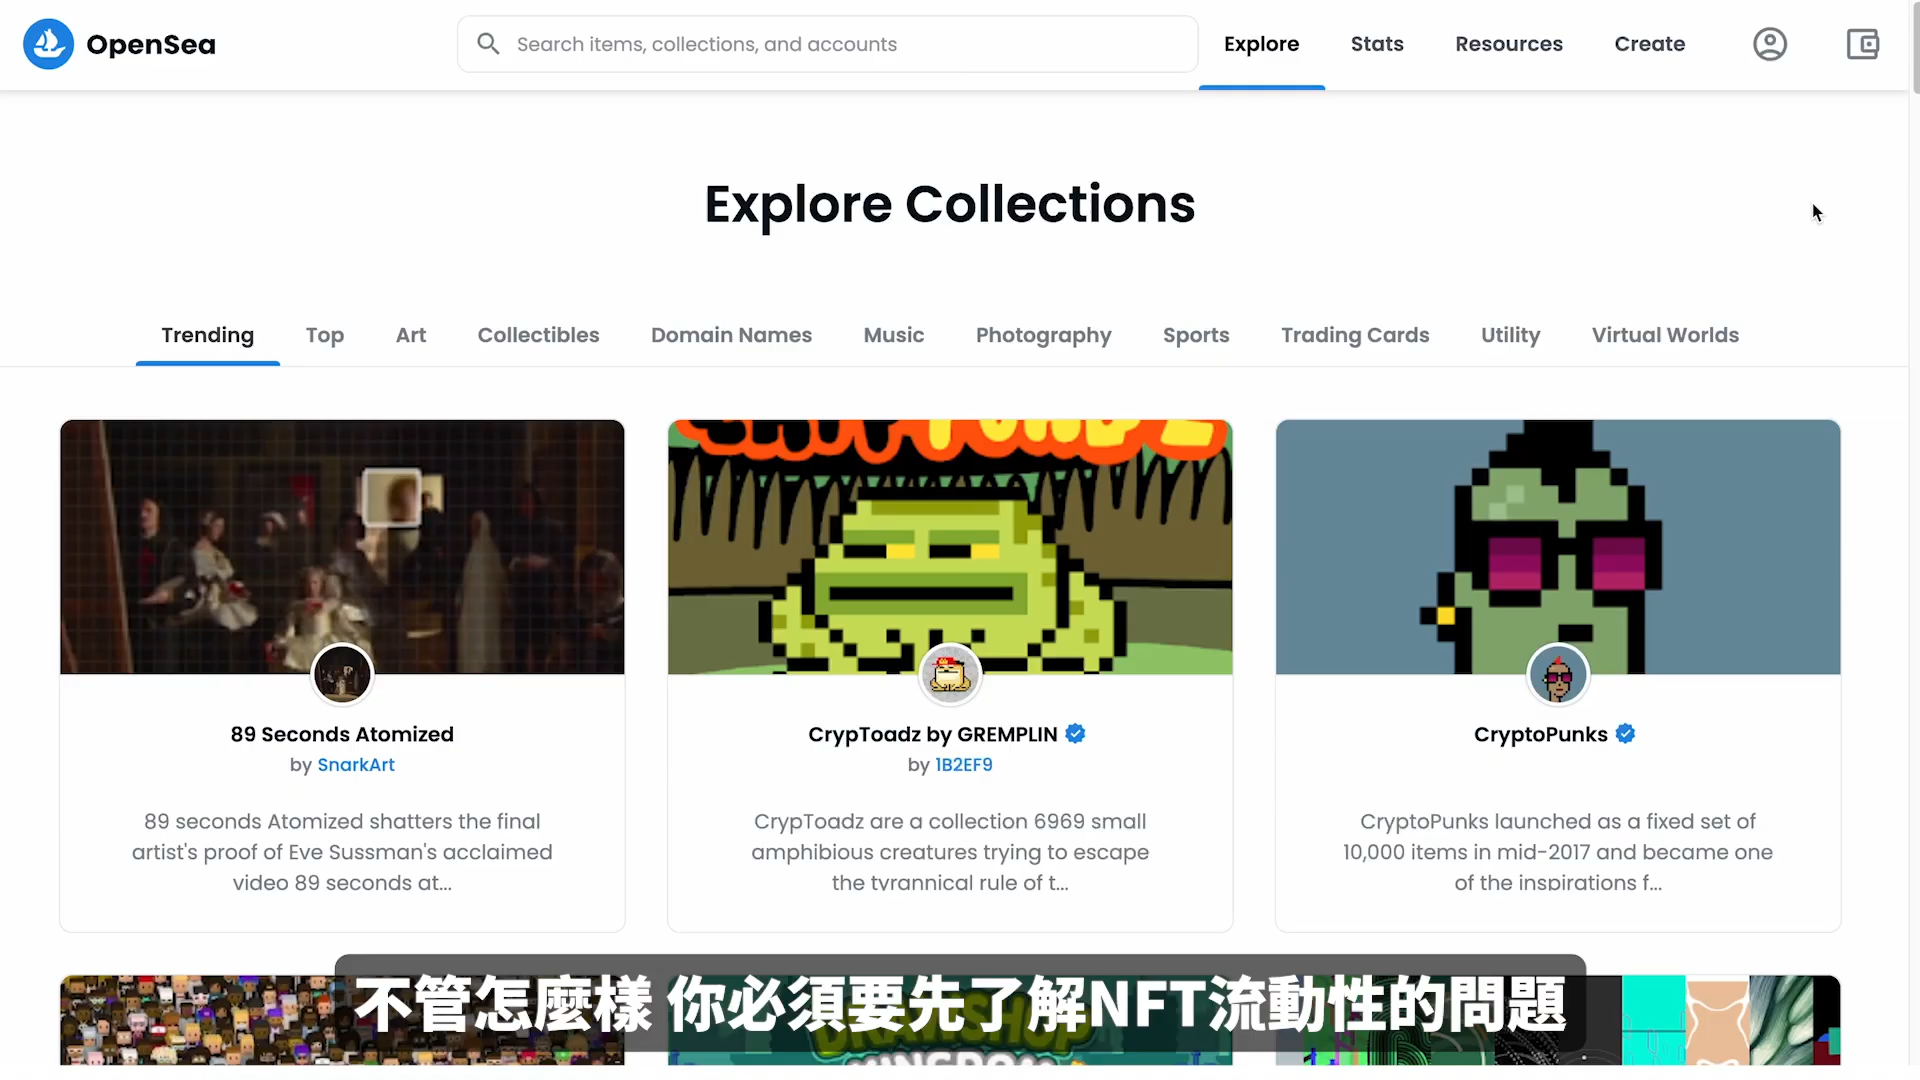 OpenSea
Search items, collections, and accounts
Explore
Stats
Resources
Create
Explore Collections
Trending
Top
Art
Collectibles
Domain Names
Music
Photography
Sports
Trading Cards
Utility
Virtual Worlds
89 Seconds Atomized
by SnarkArt
89 seconds Atomized shatters the final
artist's proof of Eve Sussman's acclaimed
video 89 seconds at...
CrypToadz by GREMPLIN
by 1B2EF9
CrypToadz are a collection 6969 small
amphibious creatures trying to escape
the tyrannical rule of t...
CryptoPunks
CryptoPunks launched as a fixed set of
10,000 items in mid-2017 and became one
of the inspirations f...
不管怎麼樣 你必須要先了解NFT流動性的問題